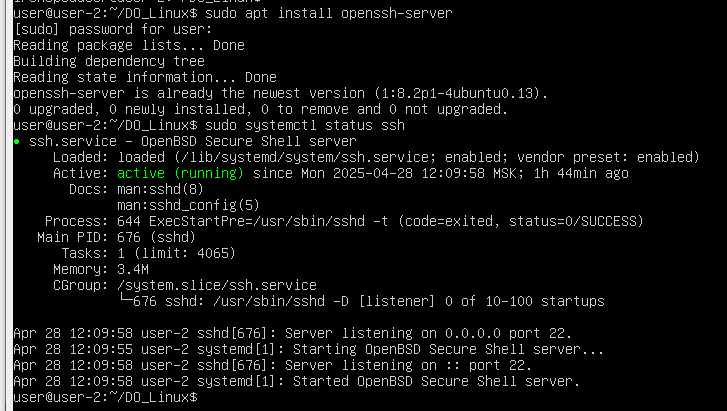 user@user-2:~/DO_Linux$ sudo apt install openssh-server
[sudo] password for user:
Reading package lists... Done
Building dependency tree
Reading state information... Done
openssh-server is already the newest version (1:8.2p1-4ubuntu0.13).
0 upgraded, 0 newly installed, 0 to remove and 0 not upgraded.
user@user-2:~/DO_Linux$ sudo systemctl status ssh
● ssh.service - OpenBSD Secure Shell server
     Loaded: loaded (/lib/systemd/system/ssh.service; enabled; vendor preset: enabled)
     Active: active (running) since Mon 2025-04-28 12:09:58 MSK; 1h 44min ago
       Docs: man:sshd(8)
             man:sshd_config(5)
    Process: 644 ExecStartPre=/usr/sbin/sshd -t (code=exited, status=0/SUCCESS)
   Main PID: 676 (sshd)
      Tasks: 1 (limit: 4065)
     Memory: 3.4M
     CGroup: /system.slice/ssh.service
             └─676 sshd: /usr/sbin/sshd -D [listener] 0 of 10-100 startups

Apr 28 12:09:58 user-2 sshd[676]: Server listening on 0.0.0.0 port 22.
Apr 28 12:09:55 user-2 systemd[1]: Starting OpenBSD Secure Shell server...
Apr 28 12:09:58 user-2 sshd[676]: Server listening on :: port 22.
Apr 28 12:09:58 user-2 systemd[1]: Started OpenBSD Secure Shell server.
user@user-2:~/DO_Linux$